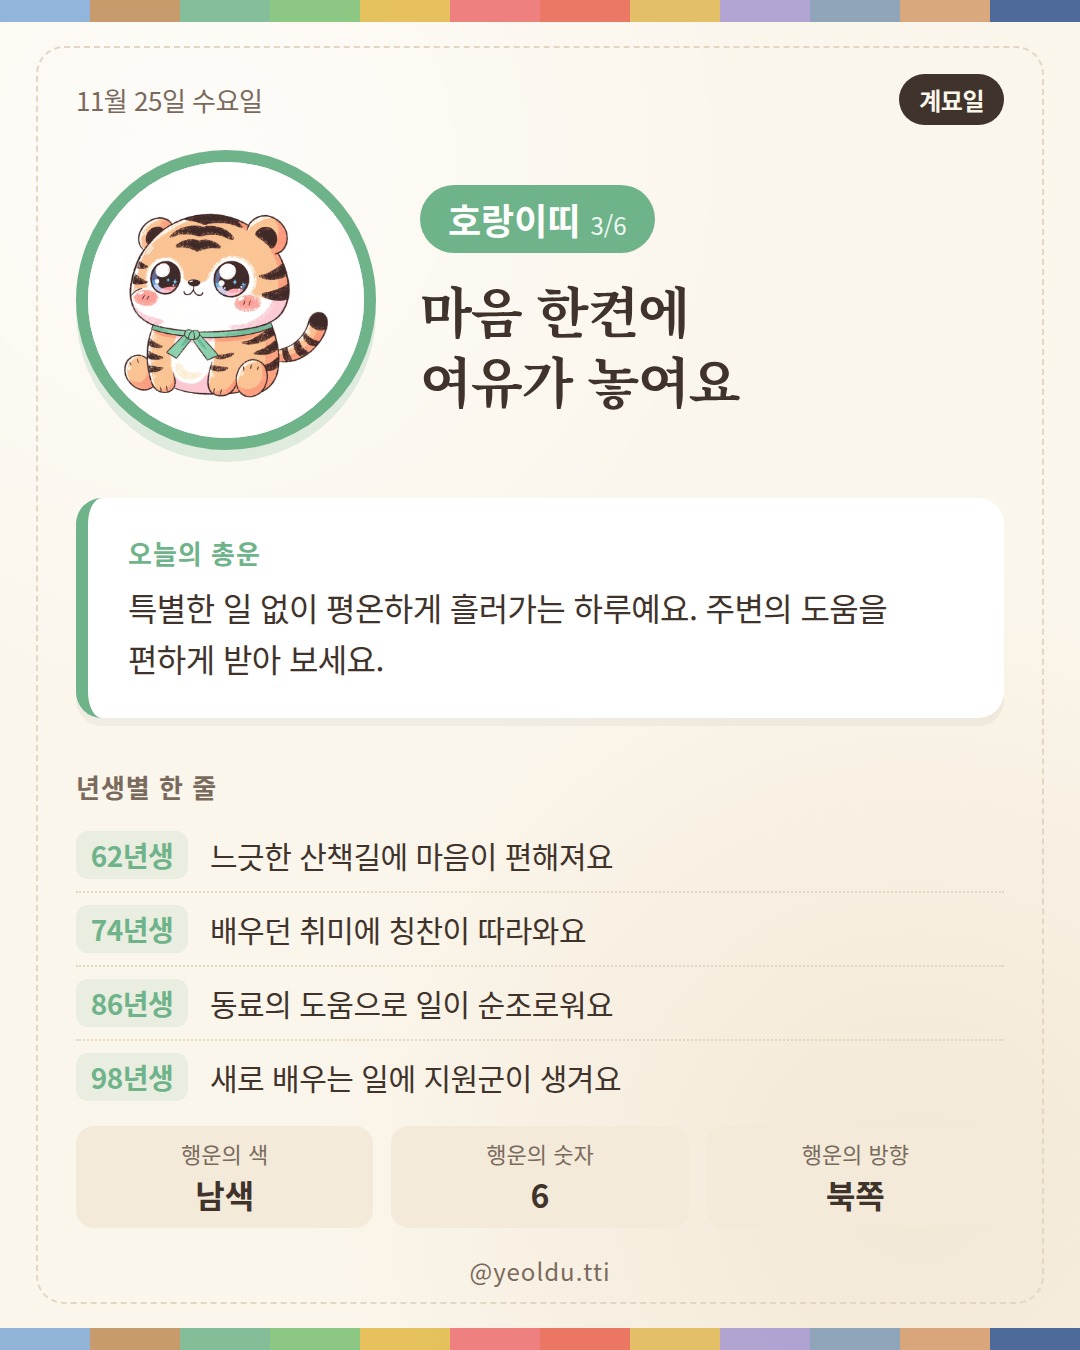 11월 25일 수요일
계묘일
호랑이띠 3/6
마음 한켠에
여유가 놓여요
오늘의 총운
특별한 일 없이 평온하게 흘러가는 하루예요. 주변의 도움을
편하게 받아 보세요.
년생별 한 줄
62년생 느긋한 산책길에 마음이 편해져요
74년생 배우던 취미에 칭찬이 따라와요
86년생 동료의 도움으로 일이 순조로워요
98년생 새로 배우는 일에 지원군이 생겨요
행운의 색
남색
행운의 숫자
6
행운의 방향
북쪽
@yeoldu.tti